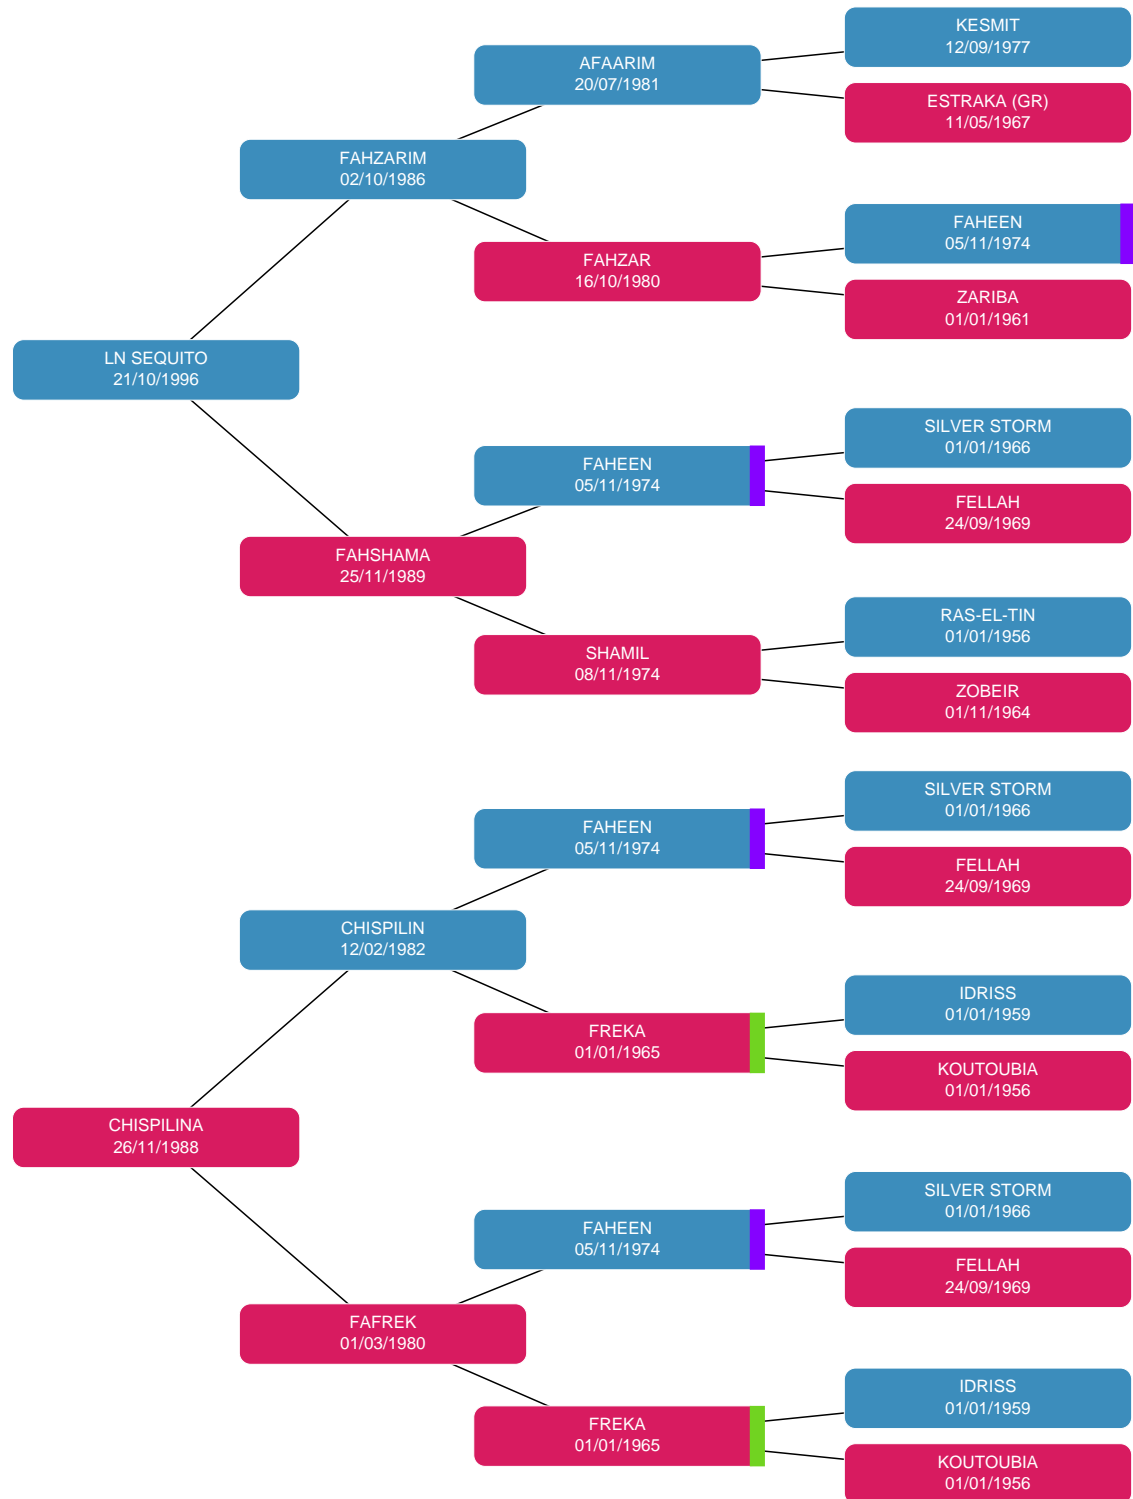 KESMIT
12/09/1977
AFAARIM
20/07/1981
ESTRAKA (GR)
11/05/1967
FAHZARIM
02/10/1986
FAHEEN
05/11/1974
FAHZAR
16/10/1980
ZARIBA
01/01/1961
LN SEQUITO
21/10/1996
SILVER STORM
01/01/1966
FAHEEN
05/11/1974
FELLAH
24/09/1969
FAHSHAMA
25/11/1989
RAS-EL-TIN
01/01/1956
SHAMIL
08/11/1974
ZOBEIR
01/11/1964
SILVER STORM
01/01/1966
FAHEEN
05/11/1974
FELLAH
24/09/1969
CHISPILIN
12/02/1982
IDRISS
01/01/1959
FREKA
01/01/1965
KOUTOUBIA
01/01/1956
CHISPILINA
26/11/1988
SILVER STORM
01/01/1966
FAHEEN
05/11/1974
FELLAH
24/09/1969
FAFREK
01/03/1980
IDRISS
01/01/1959
FREKA
01/01/1965
KOUTOUBIA
01/01/1956